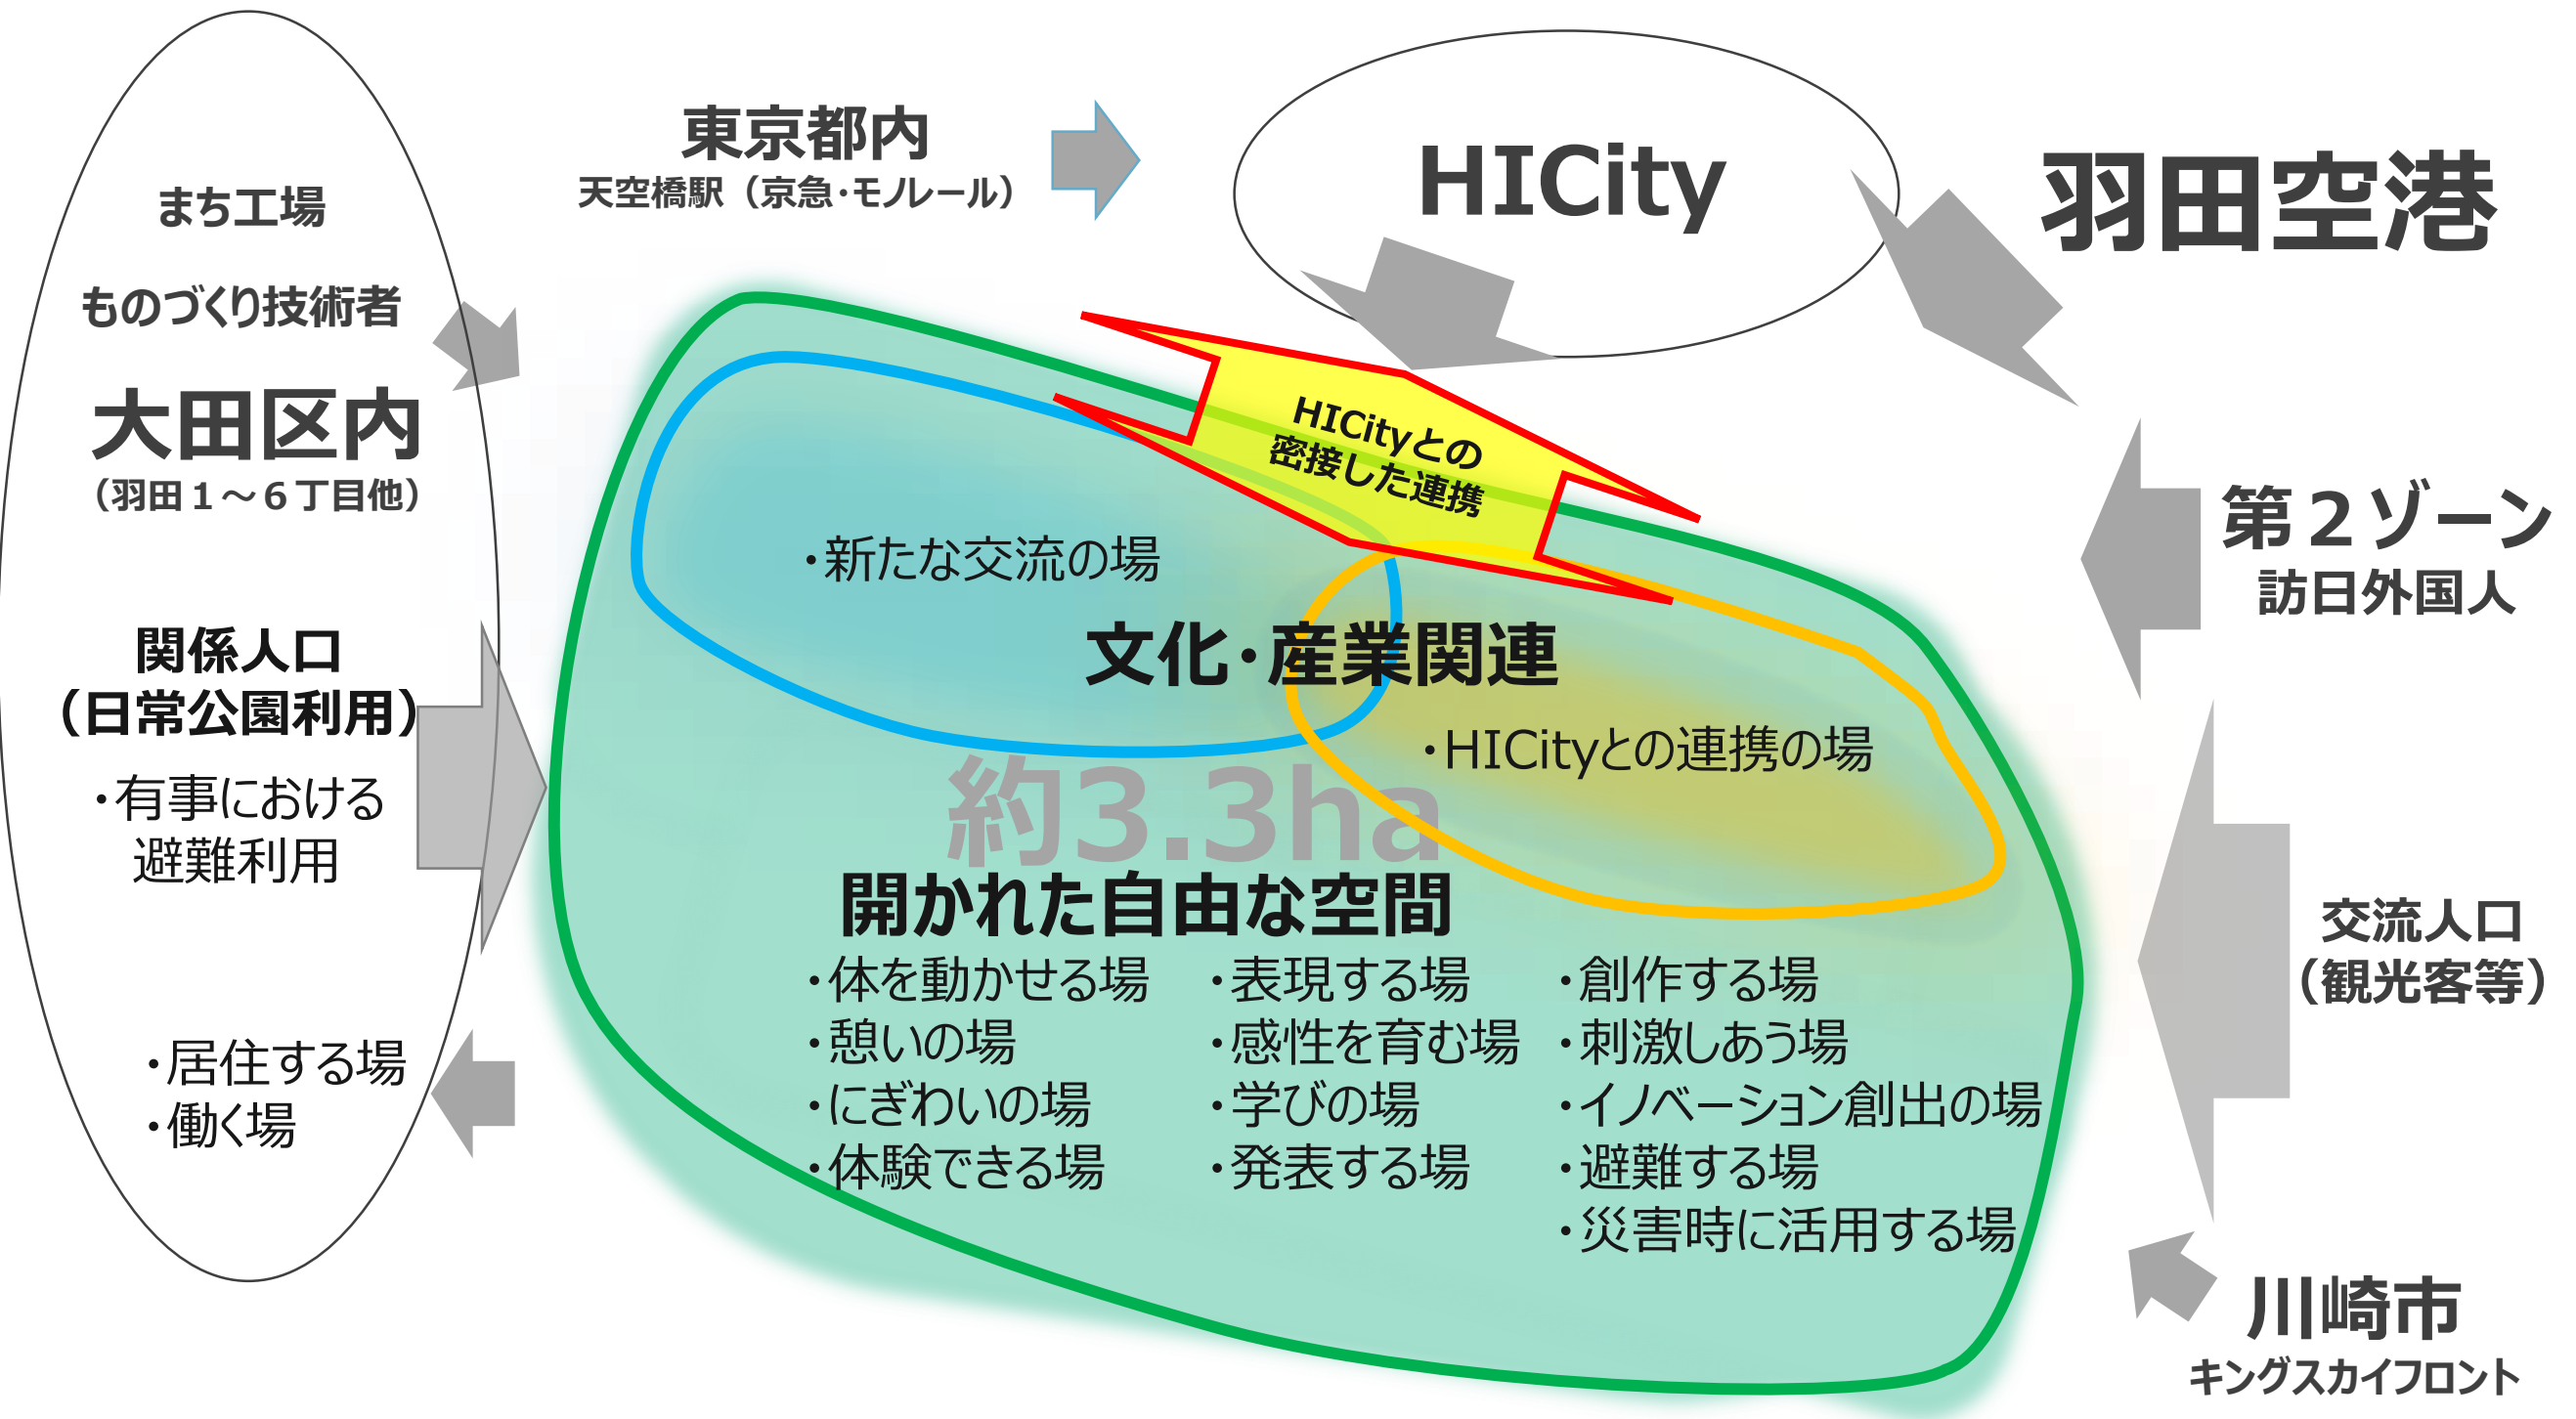 東京都内
天空橋駅（京急・モノレール）
HICity
羽田空港
まち工場
ものづくり技術者
大田区内
（羽田１～６丁目他）
関係人口
（日常公園利用）
・有事における
避難利用
・居住する場
・働く場
HICityとの
密接した連携
・新たな交流の場
文化・産業関連
・HICityとの連携の場
約3.3ha
開かれた自由な空間
・体を動かせる場
・憩いの場
・にぎわいの場
・体験できる場
・表現する場
・感性を育む場
・学びの場
・発表する場
・創作する場
・刺激しあう場
・イノベーション創出の場
・避難する場
・災害時に活用する場
第２ゾーン
訪日外国人
交流人口
（観光客等）
川崎市
キングスカイフロント